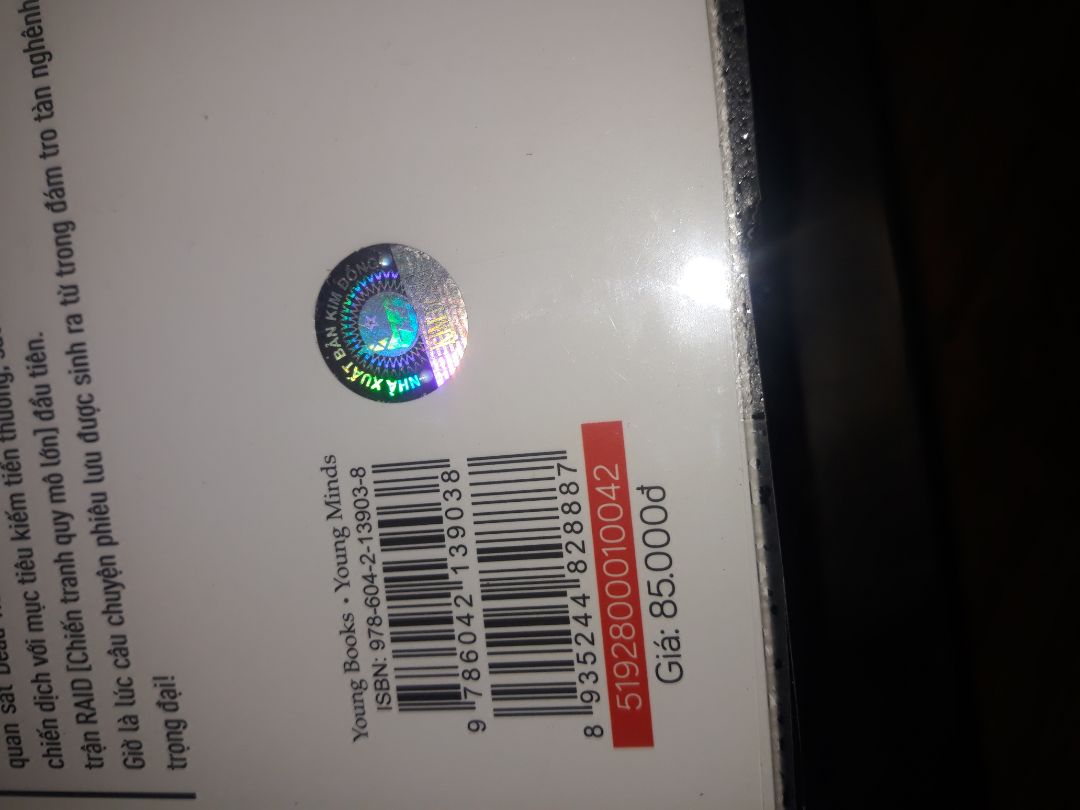 quan sát
chiến dịch với mục tiêu kiếm tiền thưởng,
trận RAID [Chiến tranh quy mô lớn] đầu tiên.
Giờ là lúc câu chuyện phiêu lưu được sinh ra từ trong đám tro tàn nghênh
trọng đại!
NHÀ XUẤT BẢN KIM ĐỒNG
Young Books • Young Minds
ISBN: 978-604-2-13903-8
9 786042 139038
8 935244 828887
5192800010042
Giá: 85.000đ